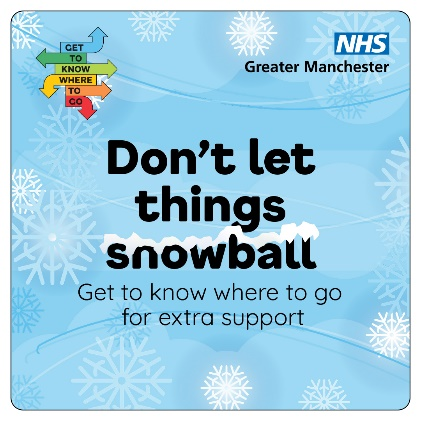 GET
TO
KNOW
WHERE
TO
GO
NHS
Greater Manchester
Don't let
things
snowball
Get to know where to go
for extra support